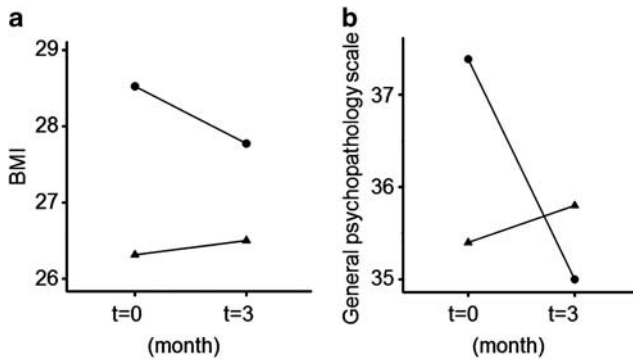 a
29
28
27
26
BMI
t=0 t=3
(month)
b
37
36
35
General psychopathology scale
t=0 t=3
(month)